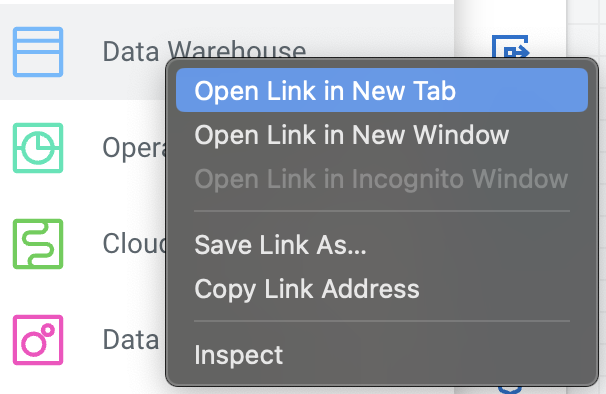 Data Warehouse
Open Link in New Tab
Open Link in New Window
Open Link in Incognito Window
Save Link As...
Copy Link Address
Inspect
Opera
Cloud
Data